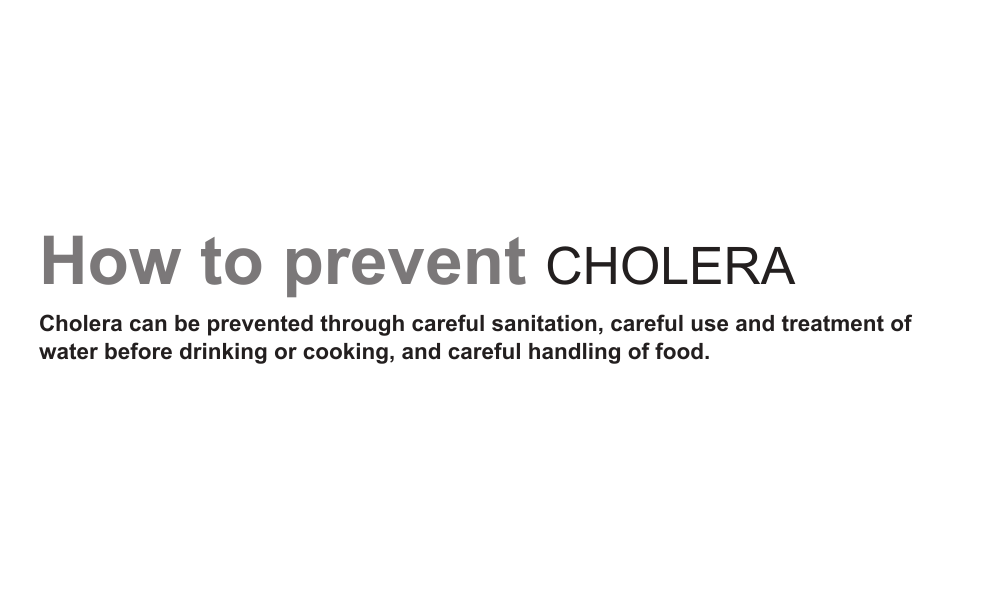 How to prevent CHOLERA
Cholera can be prevented through careful sanitation, careful use and treatment of
water before drinking or cooking, and careful handling of food.